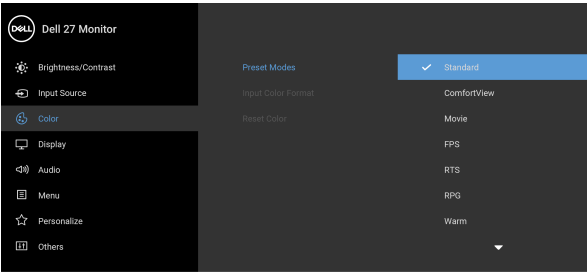 DELL
Dell 27 Monitor
Brightness/Contrast
Input Source
Color
Display
Audio
Menu
Personalize
Others
Preset Modes
Input Color Format
Reset Color
Standard
ComfortView
Movie
FPS
RTS
RPG
Warm